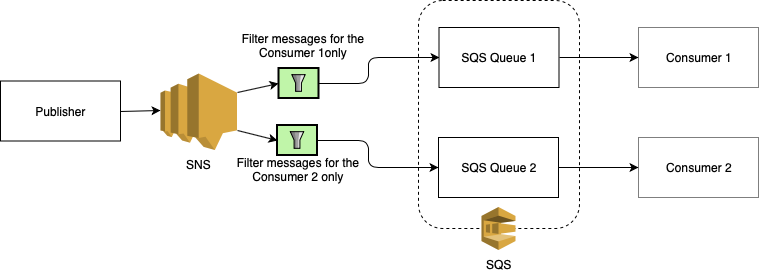 Filter messages for the
Consumer 1only
SQS Queue 1
Consumer 1
Publisher
SNS
Filter messages for the
Consumer 2 only
SQS Queue 2
Consumer 2
SQS